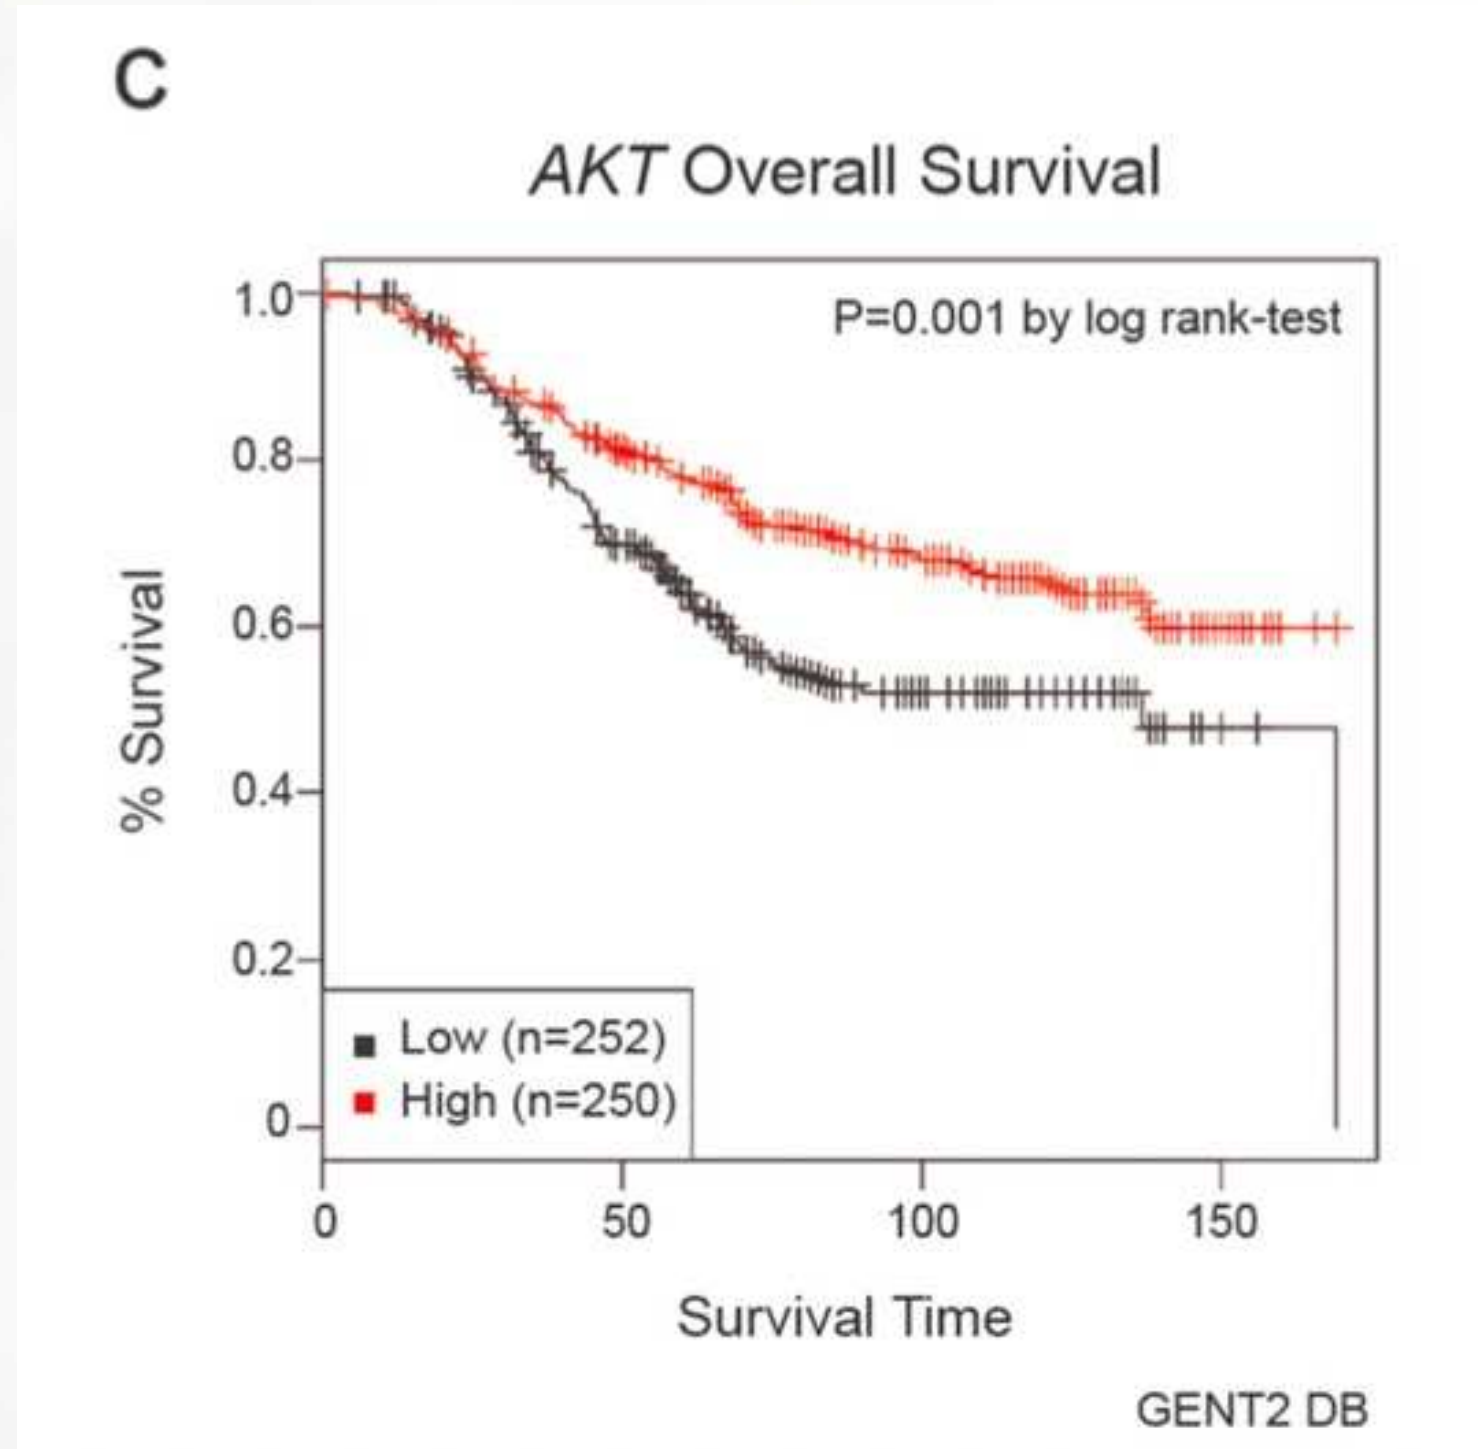 C
AKT Overall Survival
P=0.001 by log rank-test
1.0
0.8
0.6
0.4
0.2
0
% Survival
Low (n=252)
High (n=250)
0 50 100 150
Survival Time
GENT2 DB